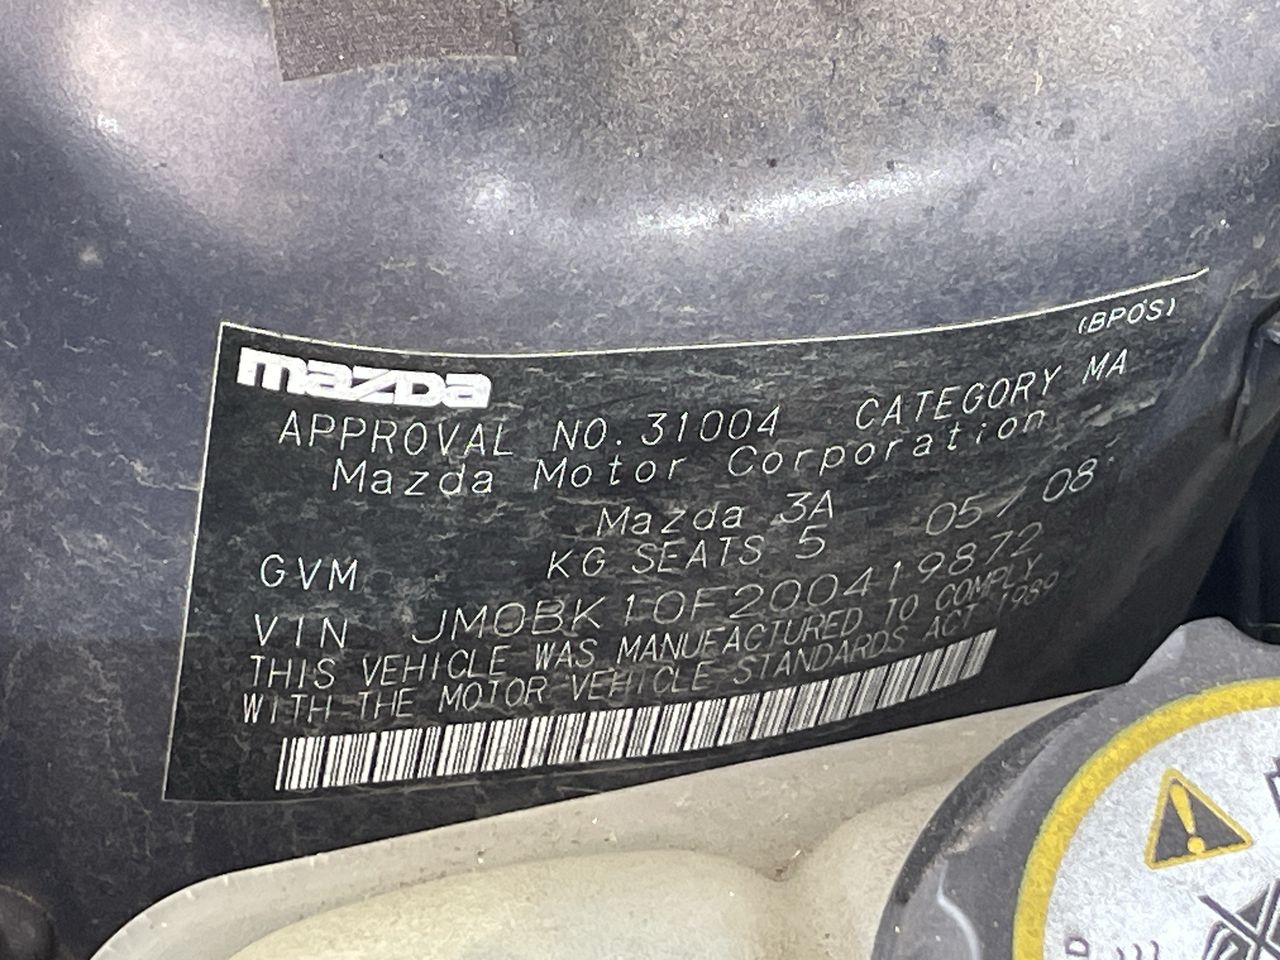 (BPO'S)
mazDa
APPROVAL NO. 31004 CATEGORY MA
Mazda Motor Corporation
Mazda 3A
GVM KG SEATS 5 05/08
VIN JM0BK10F200419872
THIS VEHICLE WAS MANUFACTURED TO COMPLY
WITH THE MOTOR VEHICLE STANDARDS ACT 1989
D